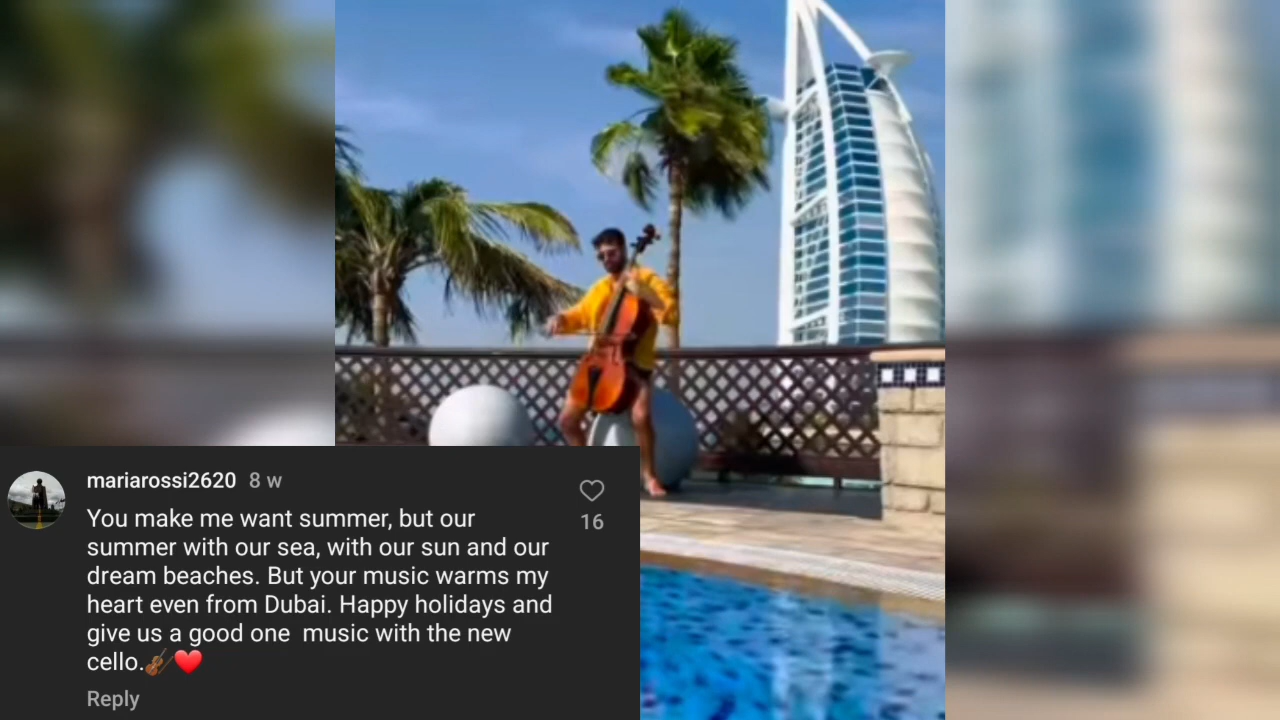 mariarossi2620 8 w
You make me want summer, but our
summer with our sea, with our sun and our
dream beaches. But your music warms my
heart even from Dubai. Happy holidays and
give us a good one  music with the new
cello.🎻❤️
16
Reply